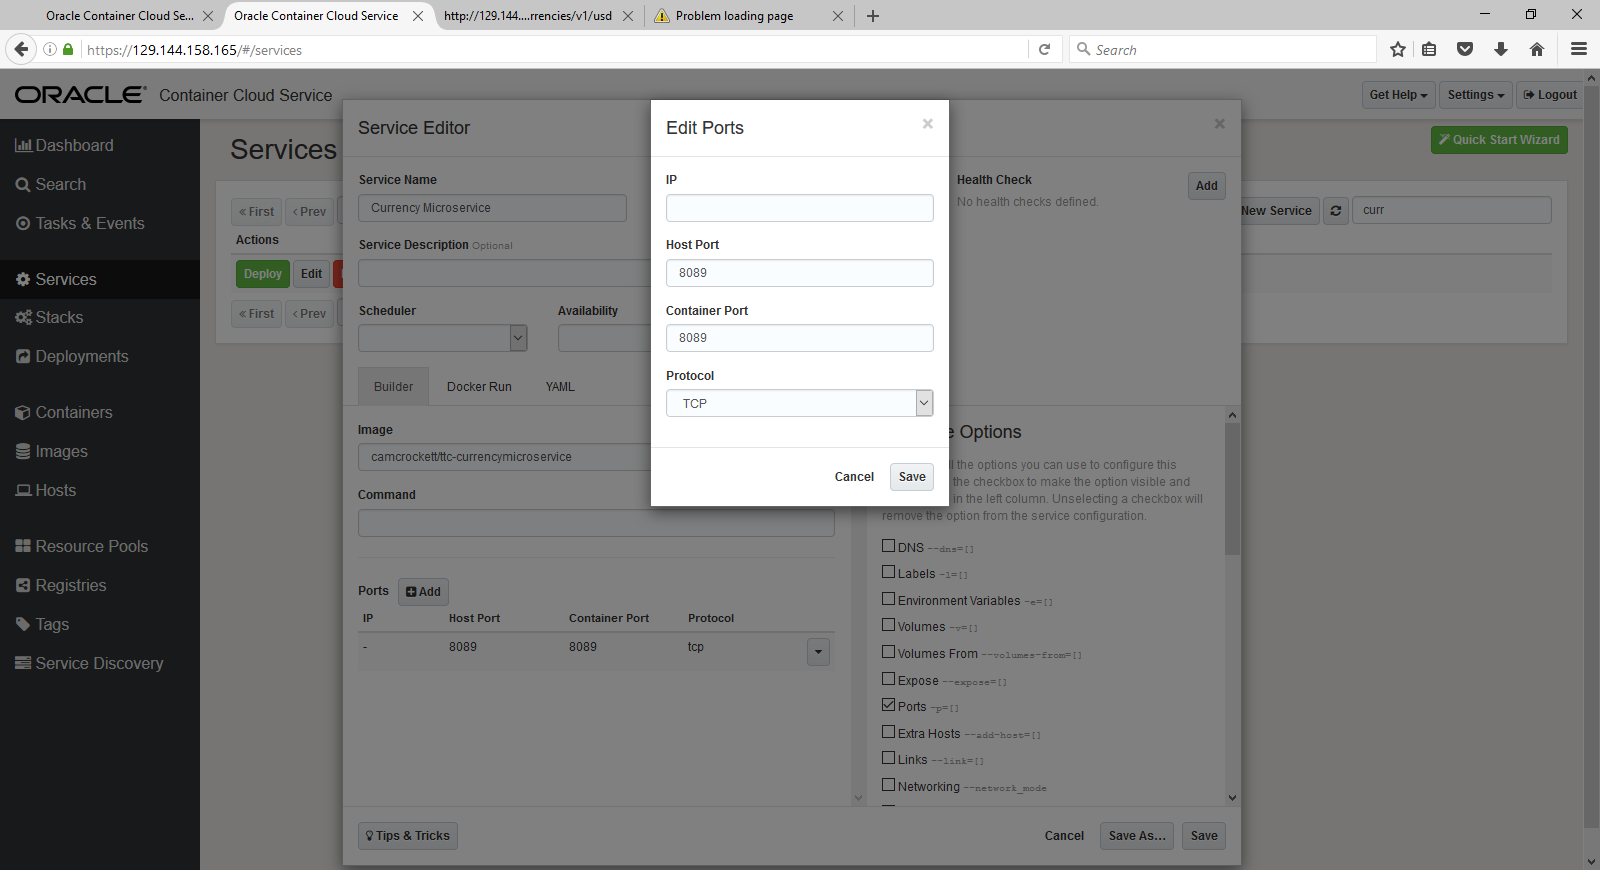 Oracle Container Cloud Se...
Oracle Container Cloud Service
http://129.144....rrencies/v1/usd
Problem loading page
https://129.144.158.165/#/services
Search
ORACLE® Container Cloud Service
Get Help
Settings
Logout
Dashboard
Search
Tasks & Events
Services
Stacks
Deployments
Containers
Images
Hosts
Resource Pools
Registries
Tags
Service Discovery
Services
Quick Start Wizard
« First
‹ Prev
New Service
curr
Actions
Deploy
Edit
« First
‹ Prev
Service Editor
Service Name
Currency Microservice
Service Description Optional
Scheduler
Availability
Health Check
Add
No health checks defined.
Builder
Docker Run
YAML
Image
camcrockett/ttc-currencymicroservice
Command
Ports
Add
IP Host Port Container Port Protocol
- 8089 8089 tcp
Options
the options you can use to configure this
the checkbox to make the option visible and
in the left column. Unselecting a checkbox will
remove the option from the service configuration.
DNS --dns=[]
Labels -l=[]
Environment Variables -e=[]
Volumes -v=[]
Volumes From --volumes-from=[]
Expose --expose=[]
Ports -p=[]
Extra Hosts --add-host=[]
Links --link=[]
Networking --network_mode
Tips & Tricks
Cancel
Save As...
Save
Edit Ports
IP
Host Port
8089
Container Port
8089
Protocol
TCP
Cancel
Save